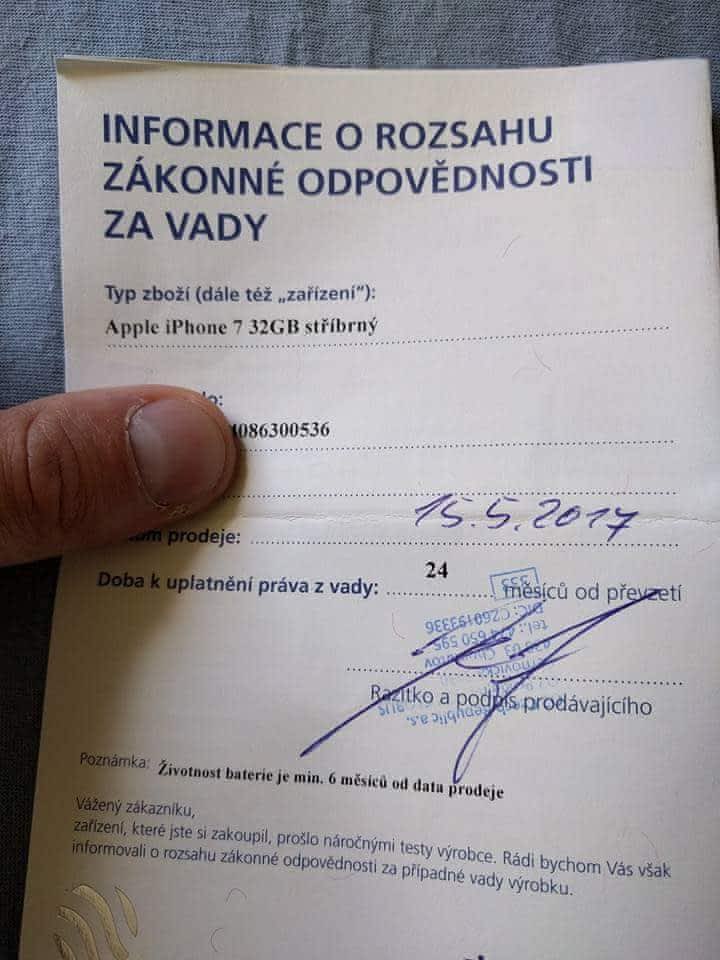 INFORMACE O ROZSAHU
ZÁKONNÉ ODPOVĚDNOSTI
ZA VADY
Typ zboží (dále též „zařízení“):
Apple iPhone 7 32GB stříbrný
086300536
prodeje:
15.5.2017
Doba k uplatnění práva z vady: 24 měsíců od převzetí
333
DIČ: CZ60193336
Razítko a podpis prodávajícího
Poznámka: Životnost baterie je min. 6 měsíců od data prodeje
Vážený zákazníku,
zařízení, které jste si zakoupil, prošlo náročnými testy výrobce. Rádi bychom Vás však
informovali o rozsahu zákonné odpovědnosti za případné vady výrobku.